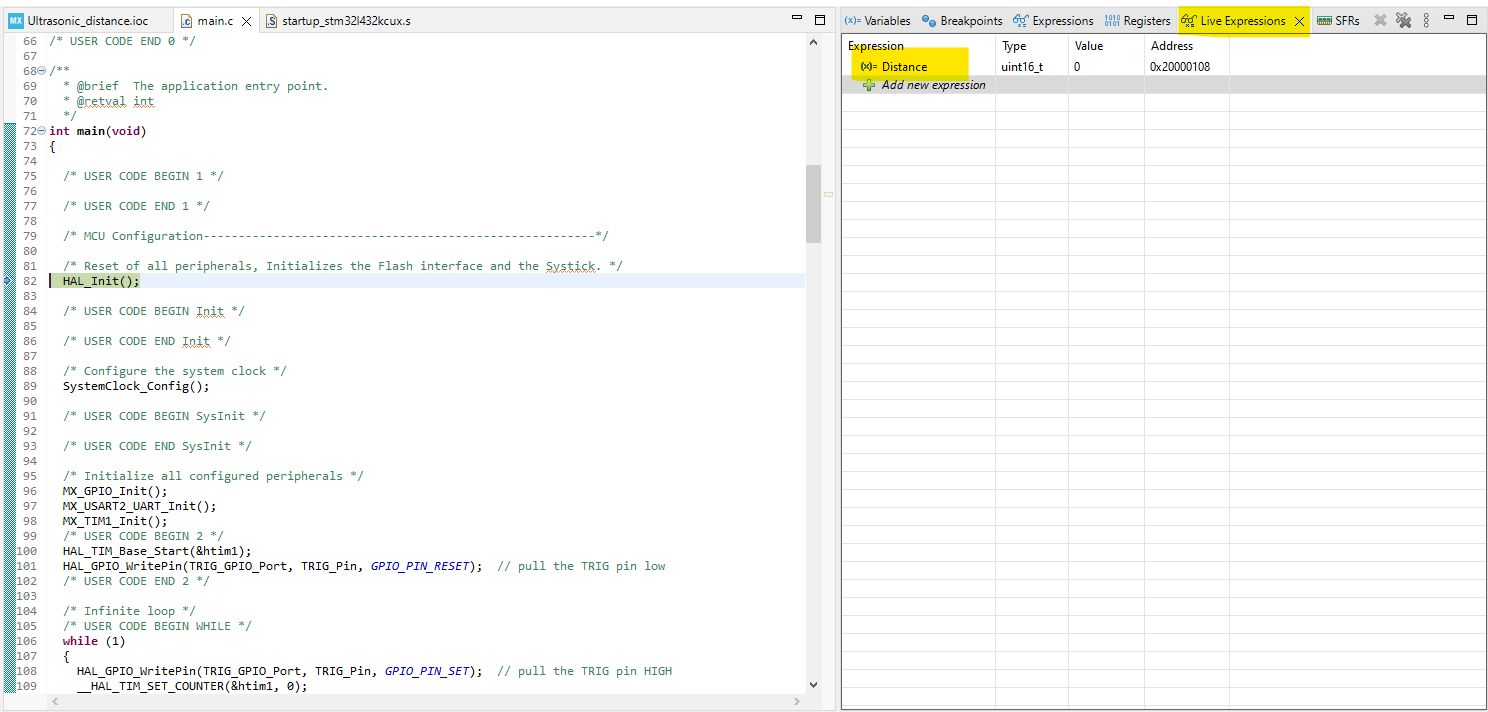 Ultrasonic_distance.ioc main.c startup_stm32l432kcux.s
66 /* USER CODE END 0 */
67
68 /**
69 * @brief  The application entry point.
70 * @retval int
71 */
72 int main(void)
73 {
74
75 /* USER CODE BEGIN 1 */
76
77 /* USER CODE END 1 */
78
79 /* MCU Configuration--------------------------------------------------------*/
80
81 /* Reset of all peripherals, Initializes the Flash interface and the Systick. */
82 HAL_Init();
83
84 /* USER CODE BEGIN Init */
85
86 /* USER CODE END Init */
87
88 /* Configure the system clock */
89 SystemClock_Config();
90
91 /* USER CODE BEGIN SysInit */
92
93 /* USER CODE END SysInit */
94
95 /* Initialize all configured peripherals */
96 MX_GPIO_Init();
97 MX_USART2_UART_Init();
98 MX_TIM1_Init();
99 /* USER CODE BEGIN 2 */
100 HAL_TIM_Base_Start(&htim1);
101 HAL_GPIO_WritePin(TRIG_GPIO_Port, TRIG_Pin, GPIO_PIN_RESET);  // pull the TRIG pin low
102 /* USER CODE END 2 */
103
104 /* Infinite loop */
105 /* USER CODE BEGIN WHILE */
106 while (1)
107 {
108 HAL_GPIO_WritePin(TRIG_GPIO_Port, TRIG_Pin, GPIO_PIN_SET);  // pull the TRIG pin HIGH
109 __HAL_TIM_SET_COUNTER(&htim1, 0);
(x)= Variables Breakpoints Expressions Registers Live Expressions SFRs
Expression Type Value Address
(x)= Distance uint16_t 0 0x20000108
Add new expression